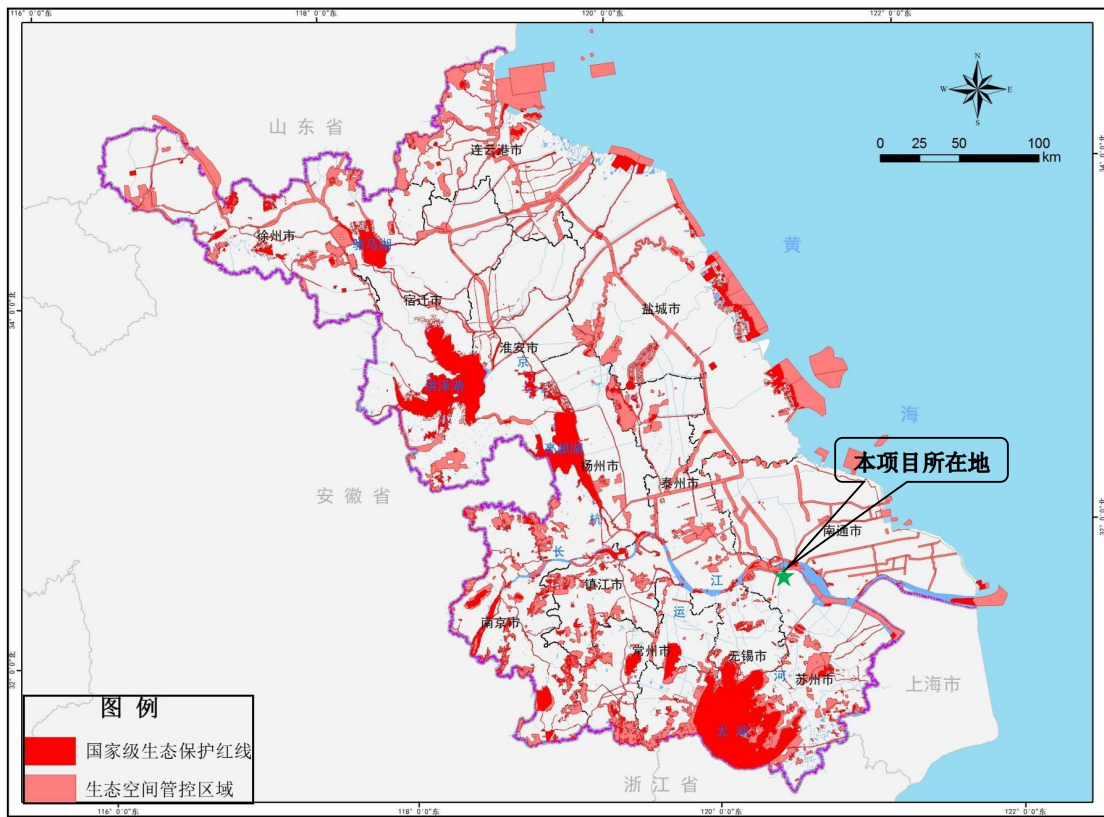 116° 0'0"东
118° 0'0"东
120° 0'0"东
122° 0'0"东
N
W E
S
0 25 50 100
km
山东省
连云港市
徐州市
骆马湖
黄
宿迁市
盐城市
淮安市
京
洪泽湖
海
高邮湖
本项目所在地
扬州市
泰州市
安徽省
杭
南通市
长
江
镇江市
运
南京市
常州市
无锡市
河
苏州市
上海市
太湖
浙江省
图 例
国家级生态保护红线
生态空间管控区域
116° 0'0"东
118° 0'0"东
120° 0'0"东
122° 0'0"东